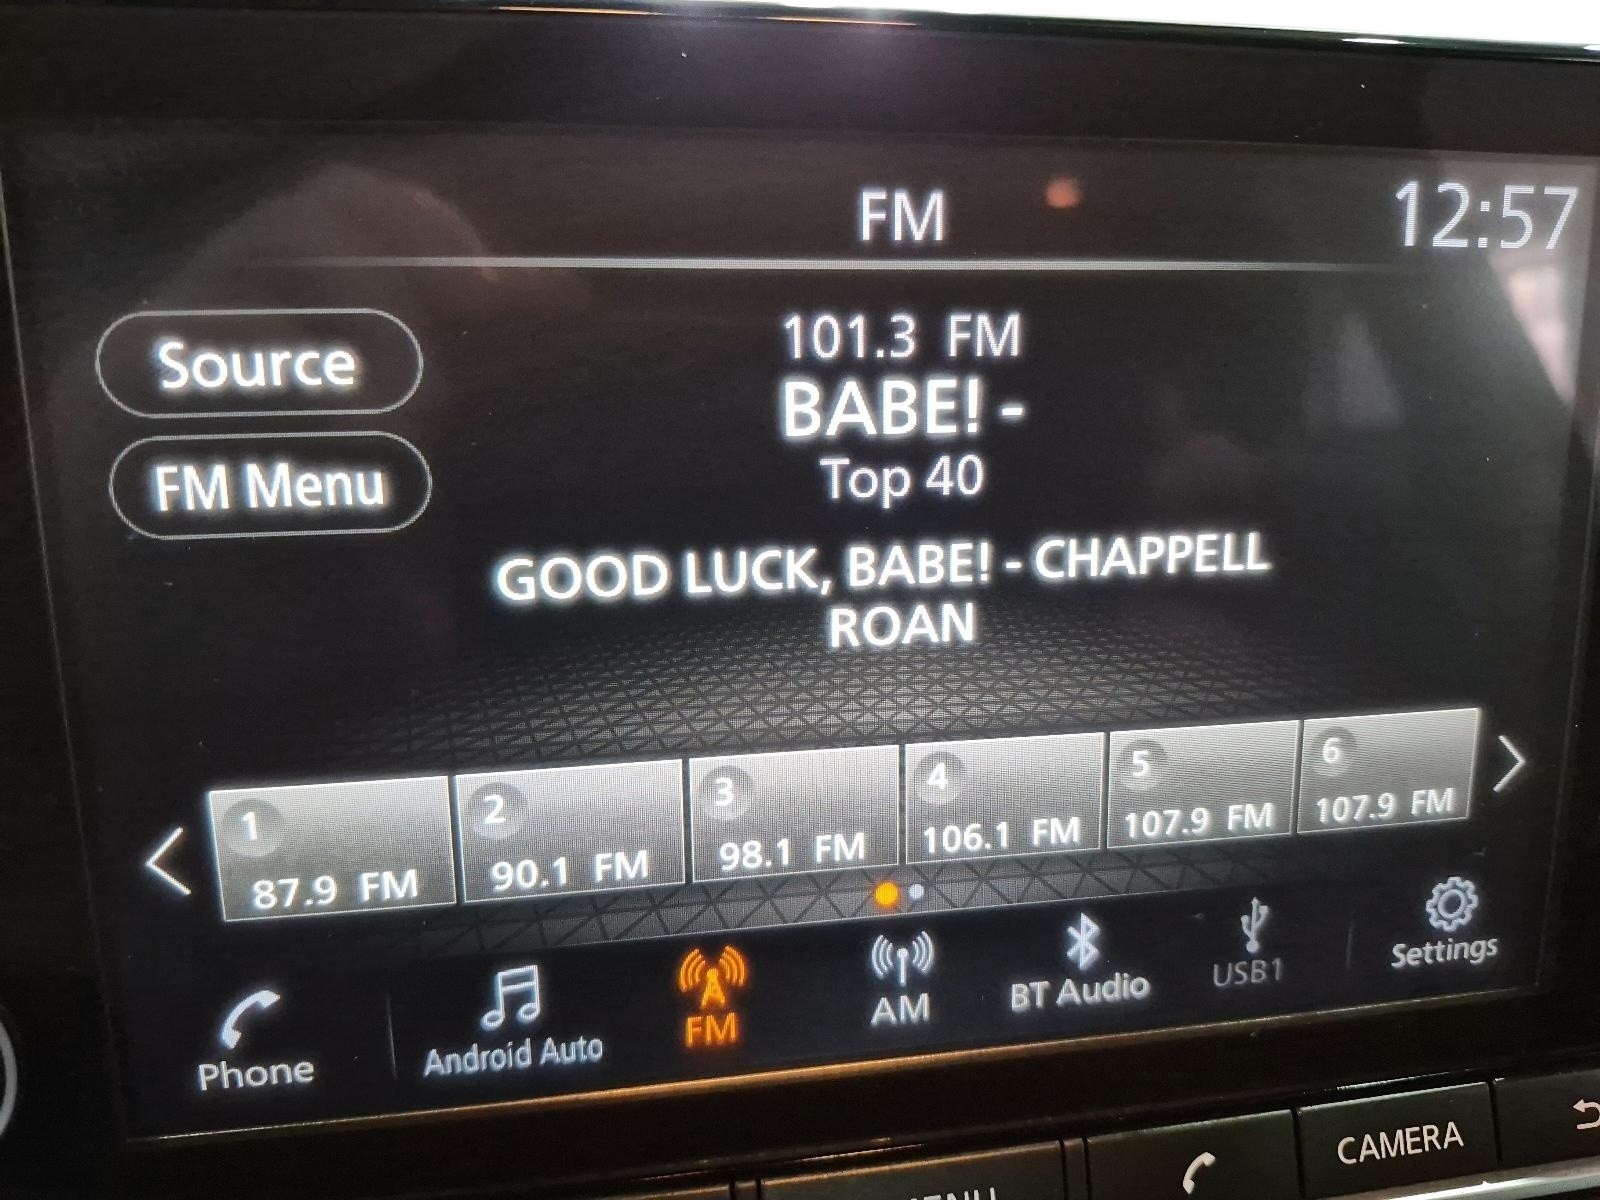 FM
12:57
Source
FM Menu
101.3 FM
BABE! -
Top 40
GOOD LUCK, BABE! - CHAPPELL
ROAN
1
87.9 FM
2
90.1 FM
3
98.1 FM
4
106.1 FM
5
107.9 FM
6
107.9 FM
Phone
Android Auto
FM
AM
BT Audio
USB1
Settings
CAMERA